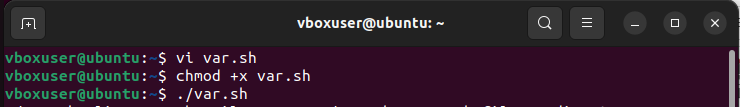 vboxuser@ubuntu: ~
vboxuser@ubuntu:~$ vi var.sh
vboxuser@ubuntu:~$ chmod +x var.sh
vboxuser@ubuntu:~$ ./var.sh